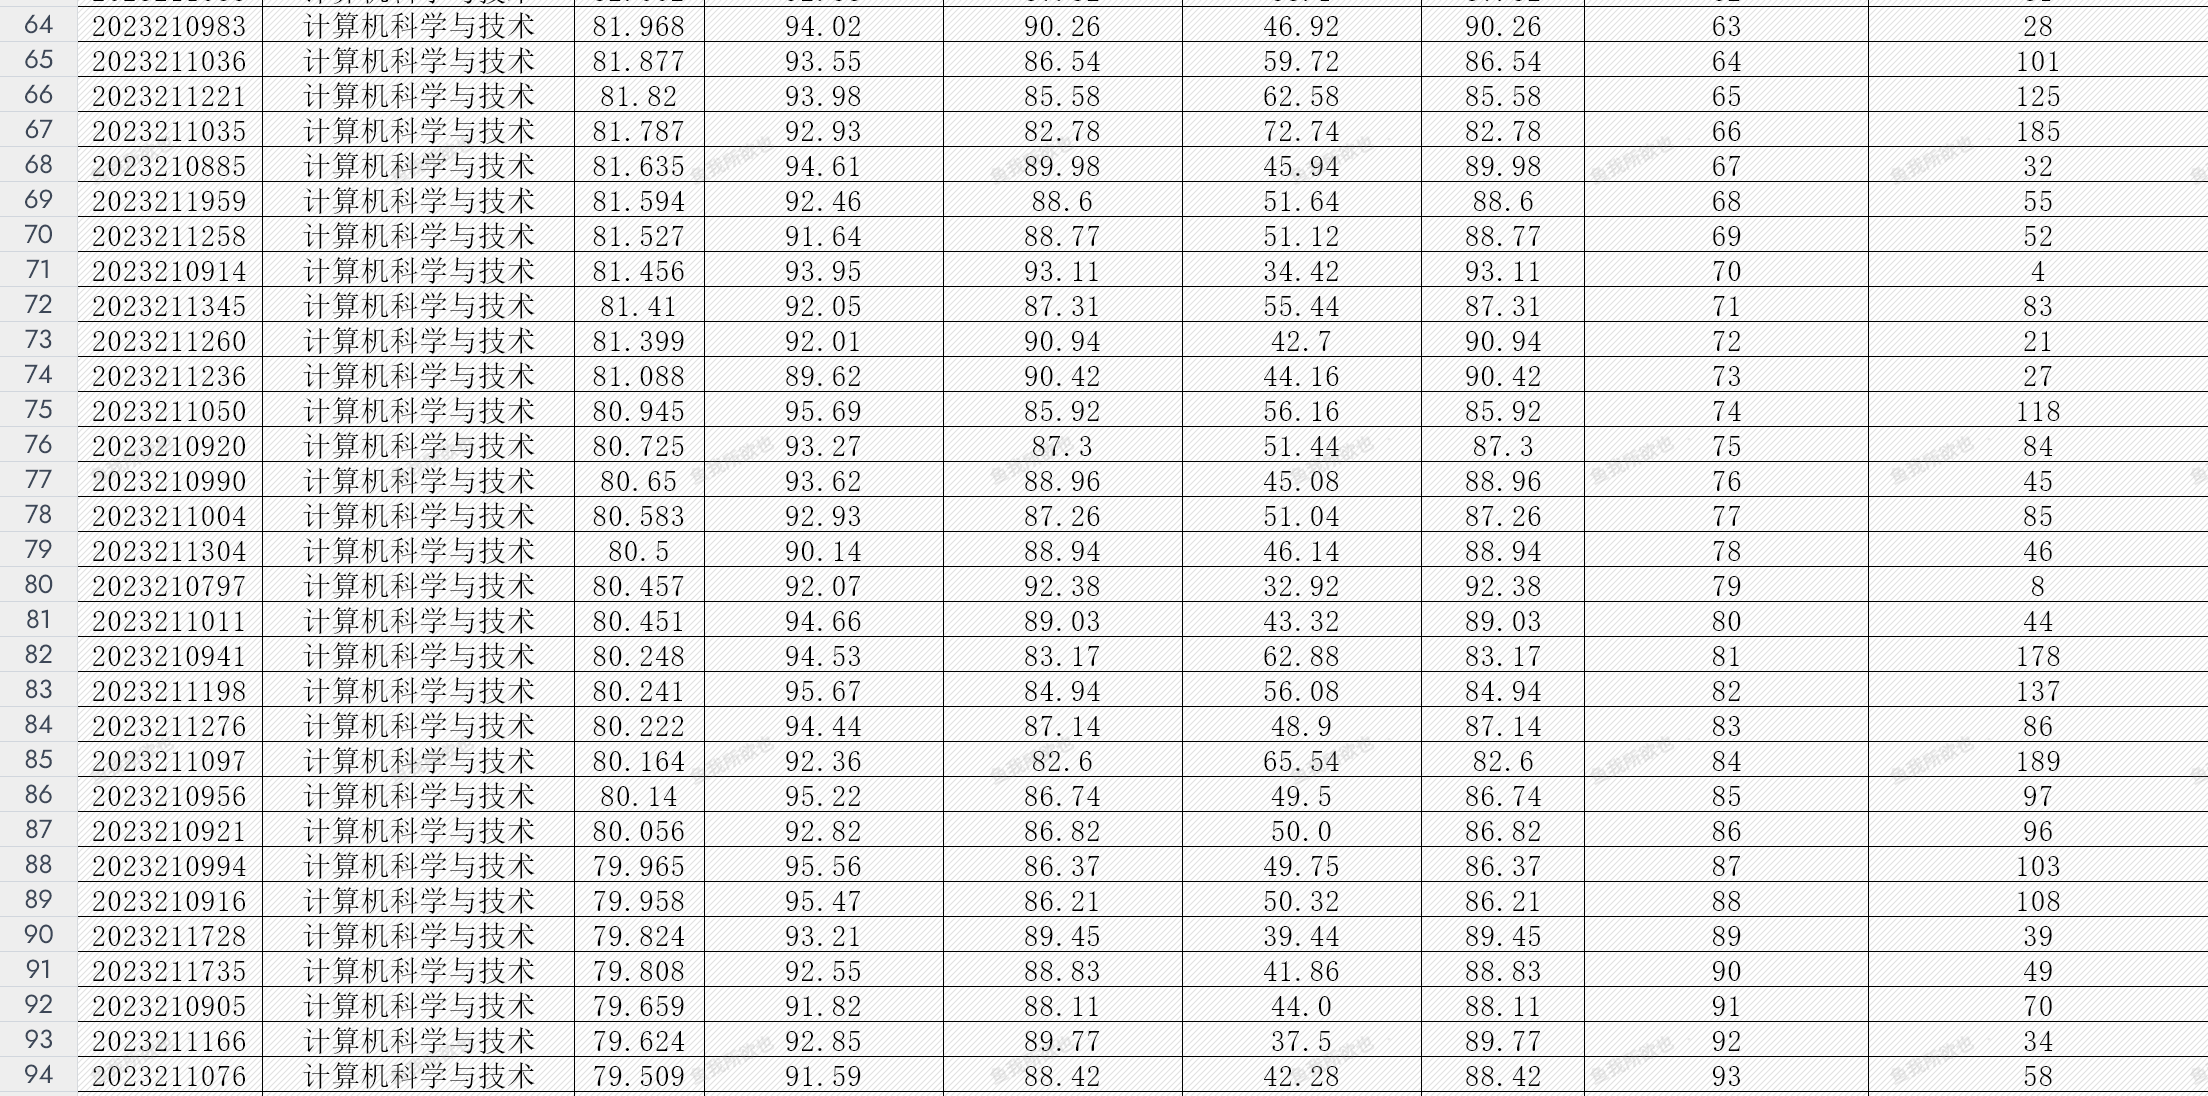 64 2023210983 计算机科学与技术 81.968 94.02 90.26 46.92 90.26 63 28
65 2023211036 计算机科学与技术 81.877 93.55 86.54 59.72 86.54 64 101
66 2023211221 计算机科学与技术 81.82 93.98 85.58 62.58 85.58 65 125
67 2023211035 计算机科学与技术 81.787 92.93 82.78 72.74 82.78 66 185
68 2023210885 计算机科学与技术 81.635 94.61 89.98 45.94 89.98 67 32
69 2023211959 计算机科学与技术 81.594 92.46 88.6 51.64 88.6 68 55
70 2023211258 计算机科学与技术 81.527 91.64 88.77 51.12 88.77 69 52
71 2023210914 计算机科学与技术 81.456 93.95 93.11 34.42 93.11 70 4
72 2023211345 计算机科学与技术 81.41 92.05 87.31 55.44 87.31 71 83
73 2023211260 计算机科学与技术 81.399 92.01 90.94 42.7 90.94 72 21
74 2023211236 计算机科学与技术 81.088 89.62 90.42 44.16 90.42 73 27
75 2023211050 计算机科学与技术 80.945 95.69 85.92 56.16 85.92 74 118
76 2023210920 计算机科学与技术 80.725 93.27 87.3 51.44 87.3 75 84
77 2023210990 计算机科学与技术 80.65 93.62 88.96 45.08 88.96 76 45
78 2023211004 计算机科学与技术 80.583 92.93 87.26 51.04 87.26 77 85
79 2023211304 计算机科学与技术 80.5 90.14 88.94 46.14 88.94 78 46
80 2023210797 计算机科学与技术 80.457 92.07 92.38 32.92 92.38 79 8
81 2023211011 计算机科学与技术 80.451 94.66 89.03 43.32 89.03 80 44
82 2023210941 计算机科学与技术 80.248 94.53 83.17 62.88 83.17 81 178
83 2023211198 计算机科学与技术 80.241 95.67 84.94 56.08 84.94 82 137
84 2023211276 计算机科学与技术 80.222 94.44 87.14 48.9 87.14 83 86
85 2023211097 计算机科学与技术 80.164 92.36 82.6 65.54 82.6 84 189
86 2023210956 计算机科学与技术 80.14 95.22 86.74 49.5 86.74 85 97
87 2023210921 计算机科学与技术 80.056 92.82 86.82 50.0 86.82 86 96
88 2023210994 计算机科学与技术 79.965 95.56 86.37 49.75 86.37 87 103
89 2023210916 计算机科学与技术 79.958 95.47 86.21 50.32 86.21 88 108
90 2023211728 计算机科学与技术 79.824 93.21 89.45 39.44 89.45 89 39
91 2023211735 计算机科学与技术 79.808 92.55 88.83 41.86 88.83 90 49
92 2023210905 计算机科学与技术 79.659 91.82 88.11 44.0 88.11 91 70
93 2023211166 计算机科学与技术 79.624 92.85 89.77 37.5 89.77 92 34
94 2023211076 计算机科学与技术 79.509 91.59 88.42 42.28 88.42 93 58
鱼我所欲也